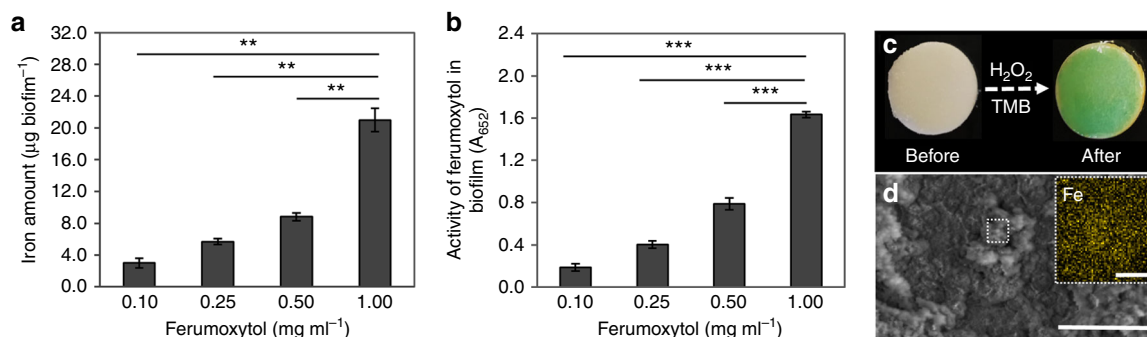 a
Iron amount (µg biofilm⁻¹)
32.0
28.0
24.0
20.0
16.0
12.0
8.0
4.0
0.0
**
**
**
0.10 0.25 0.50 1.00
Ferumoxytol (mg ml⁻¹)
b
Activity of ferumoxytol in
biofilm (A₆₅₂)
2.4
2.0
1.6
1.2
0.8
0.4
0.0
***
***
***
0.10 0.25 0.50 1.00
Ferumoxytol (mg ml⁻¹)
c
H₂O₂
TMB
Before After
d
Fe